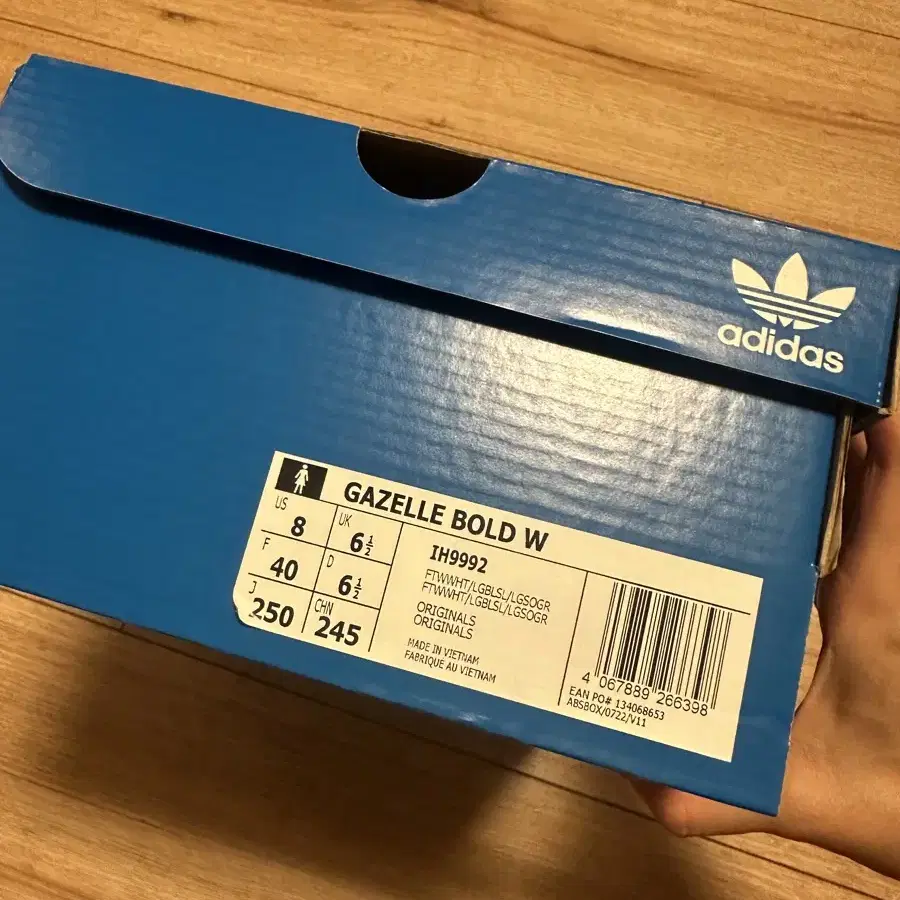 adidas
GAZELLE BOLD W
US
8
UK
6½
F
40
D
6½
J
250
CHN
245
IH9992
FTWWHT/LGBLSL/LGSOGR
FTWWHT/LGBLSL/LGSOGR
ORIGINALS
ORIGINALS
MADE IN VIETNAM
FABRIQUE AU VIETNAM
4 067889 266398
EAN PO# 134068653
ABSBOX/0722/V11